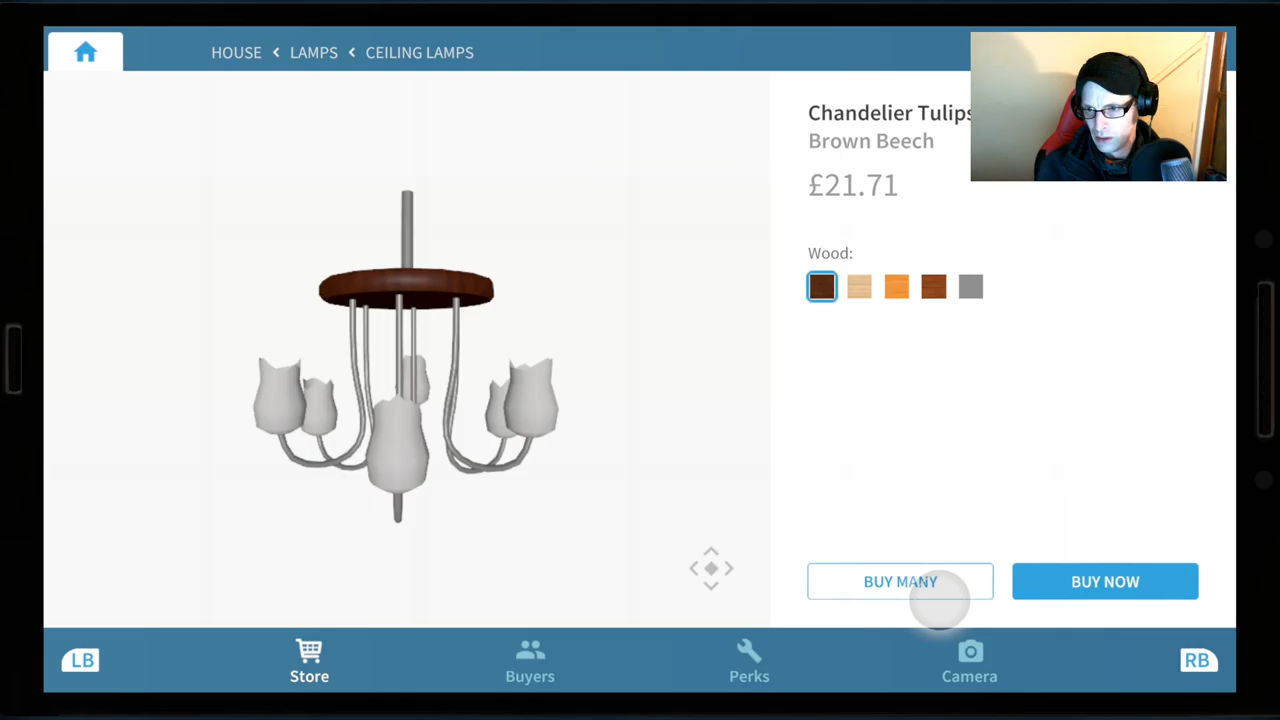 HOUSE < LAMPS < CEILING LAMPS
Chandelier Tulips
Brown Beech
£21.71
Wood:
BUY MANY
BUY NOW
LB
Store
Buyers
Perks
Camera
RB